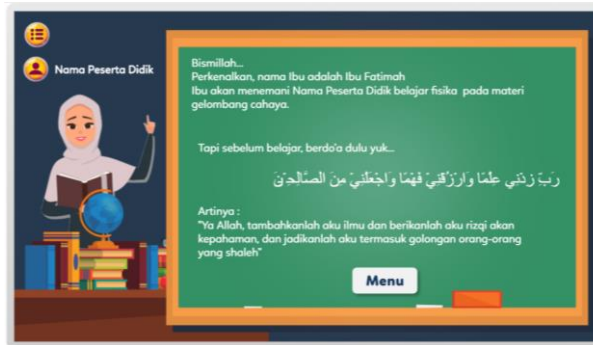 Nama Peserta Didik
Bismillah...
Perkenalkan, nama Ibu adalah Ibu Fatimah
Ibu akan menemani Nama Peserta Didik belajar fisika pada materi
gelombang cahaya.
Tapi sebelum belajar, berdo'a dulu yuk...
رَبِّ زِدْنِي عِلْمًا وَارْزُقْنِيْ فَهْمًا وَاجْعَلْنِيْ مِنَ الصَّالِحِيْنَ
Artinya :
"Ya Allah, tambahkanlah aku ilmu dan berikanlah aku rizqi akan
kepahaman, dan jadikanlah aku termasuk golongan orang-orang
yang shaleh"
Menu